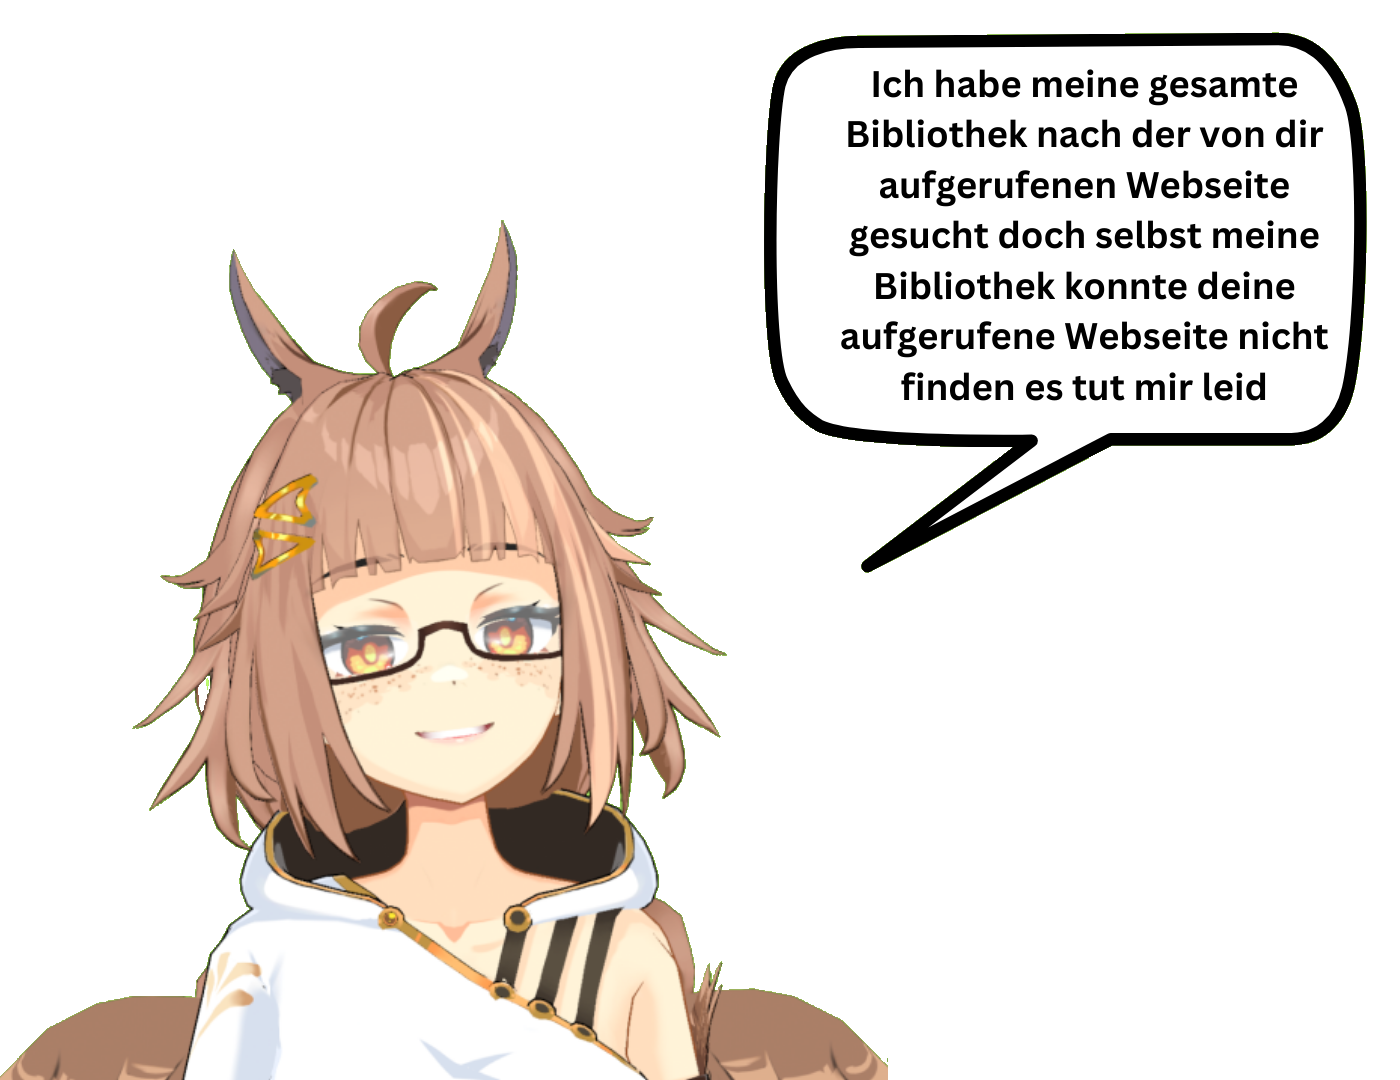 Ich habe meine gesamte
Bibliothek nach der von dir
aufgerufenen Webseite
gesucht doch selbst meine
Bibliothek konnte deine
aufgerufene Webseite nicht
finden es tut mir leid